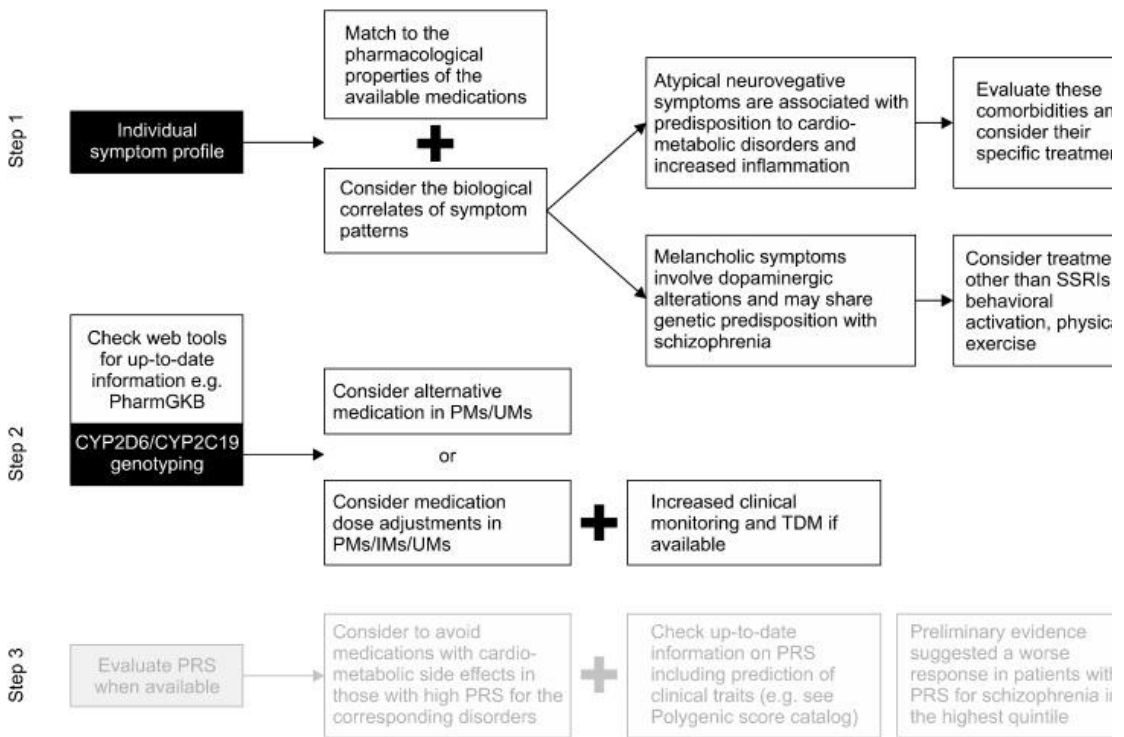 Step 1
Individual
symptom profile
Match to the
pharmacological
properties of the
available medications
Consider the biological
correlates of symptom
patterns
Atypical neurovegative
symptoms are associated with
predisposition to cardio-
metabolic disorders and
increased inflammation
Evaluate these
comorbidities an
consider their
specific treatmen
Melancholic symptoms
involve dopaminergic
alterations and may share
genetic predisposition with
schizophrenia
Consider treatme
other than SSRIs
behavioral
activation, physica
exercise
Step 2
Check web tools
for up-to-date
information e.g.
PharmGKB
CYP2D6/CYP2C19
genotyping
Consider alternative
medication in PMs/UMs
or
Consider medication
dose adjustments in
PMs/IMs/UMs
Increased clinical
monitoring and TDM if
available
Step 3
Evaluate PRS
when available
Consider to avoid
medications with cardio-
metabolic side effects in
those with high PRS for the
corresponding disorders
Check up-to-date
information on PRS
including prediction of
clinical traits (e.g. see
Polygenic score catalog)
Preliminary evidence
suggested a worse
response in patients with
PRS for schizophrenia in
the highest quintile